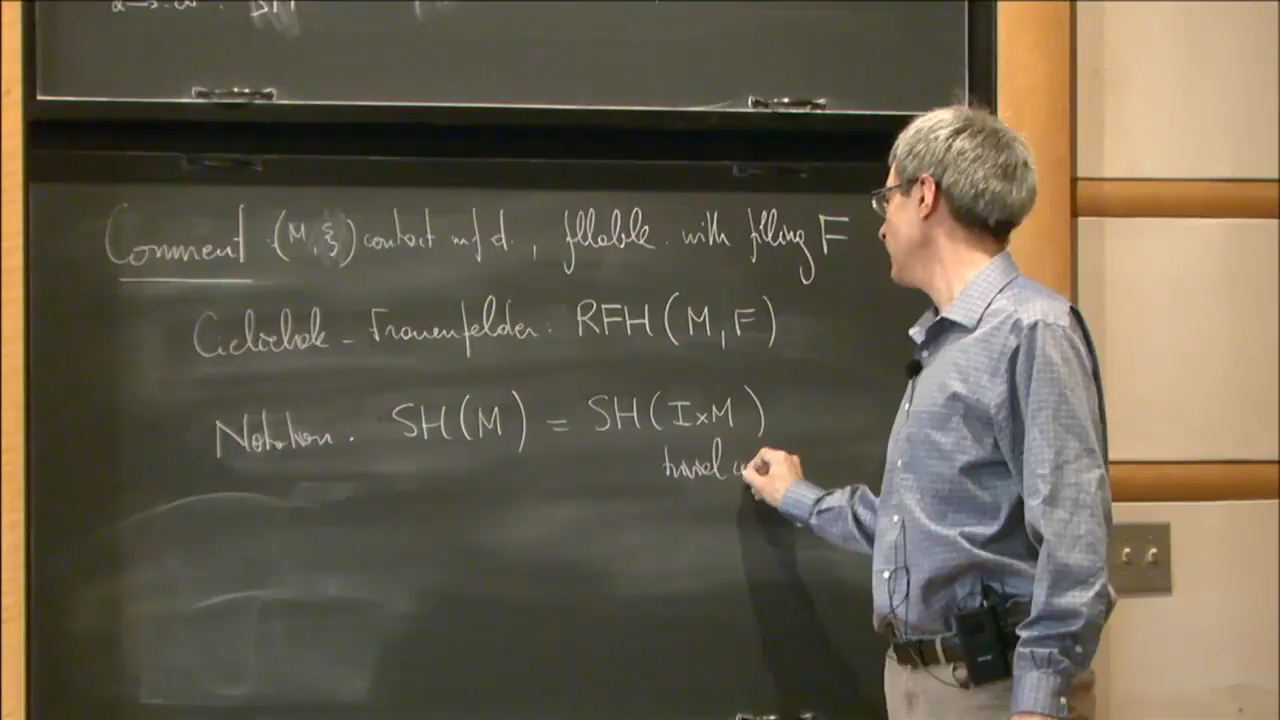 Comment (M, ξ) contact mfd., fillable with filling F
Cieliebak - Frauenfelder. RFH (M, F)
Notation. SH(M) = SH(I×M)
trivial